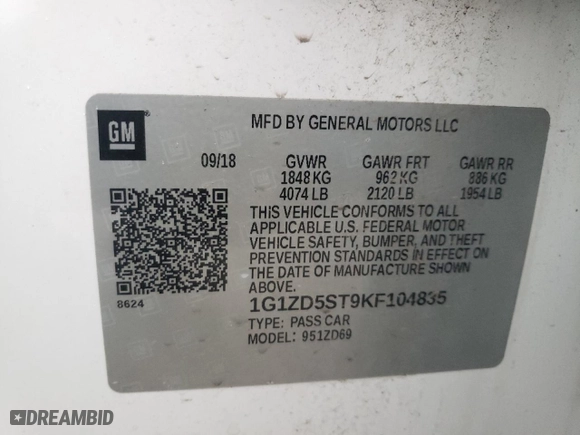 GM
®
MFD BY GENERAL MOTORS LLC
09/18 GVWR GAWR FRT GAWR RR
1848 KG 962 KG 886 KG
4074 LB 2120 LB 1954 LB
THIS VEHICLE CONFORMS TO ALL
APPLICABLE U.S. FEDERAL MOTOR
VEHICLE SAFETY, BUMPER, AND THEFT
PREVENTION STANDARDS IN EFFECT ON
THE DATE OF MANUFACTURE SHOWN
ABOVE.
8624
1G1ZD5ST9KF104835
TYPE: PASS CAR
MODEL: 951ZD69
DREAMBID